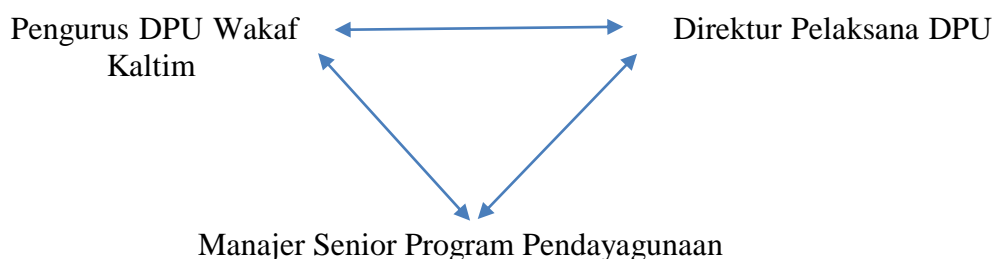 Pengurus DPU Wakaf
Kaltim
Direktur Pelaksana DPU
Manajer Senior Program Pendayagunaan